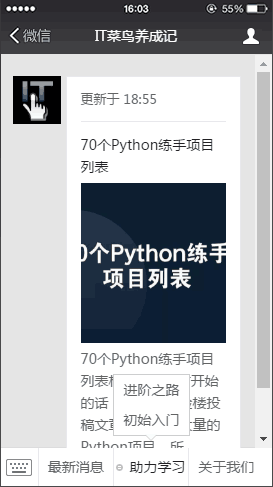 16:03
55%
微信
IT菜鸟养成记
IT
更新于 18:55
70个Python练手项目
列表
0个Python练手
项目列表
70个Python练手项目
列表
开始
的话
楼投
稿文
量的
Python项目 所
进阶之路
初始入门
最新消息
助力学习
关于我们